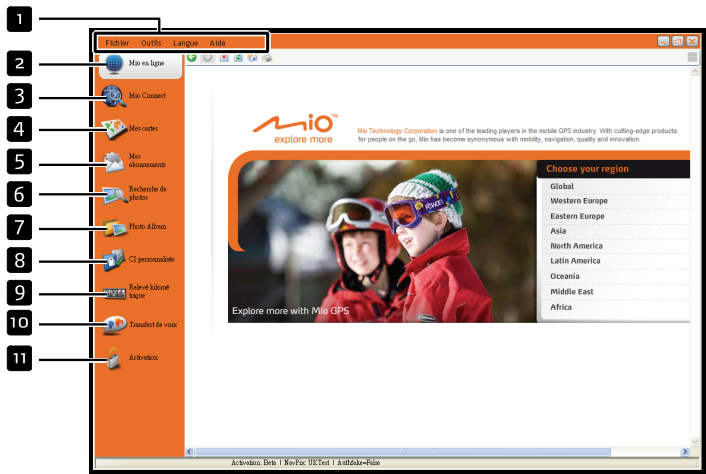 1
Fichier Outils Langue Aide
2 Mio en ligne
3 Mio Connect
4 Mes cartes
5 Mes
abonnements
6 Recherche de
photos
7 Photo Album
8 CI personnalisés
9 Relevé kilomé
trique
10 Transfert de voix
11 Activation
mio™
explore more
Mio Technology Corporation is one of the leading players in the mobile GPS industry. With cutting-edge products
for people on the go, Mio has become synonymous with mobility, navigation, quality and innovation.
Choose your region
Global
Western Europe
Eastern Europe
Asia
North America
Latin America
Oceania
Middle East
Africa
Explore more with Mio GPS
Activation: Beta | NavPix: UKTest | Authfake=False